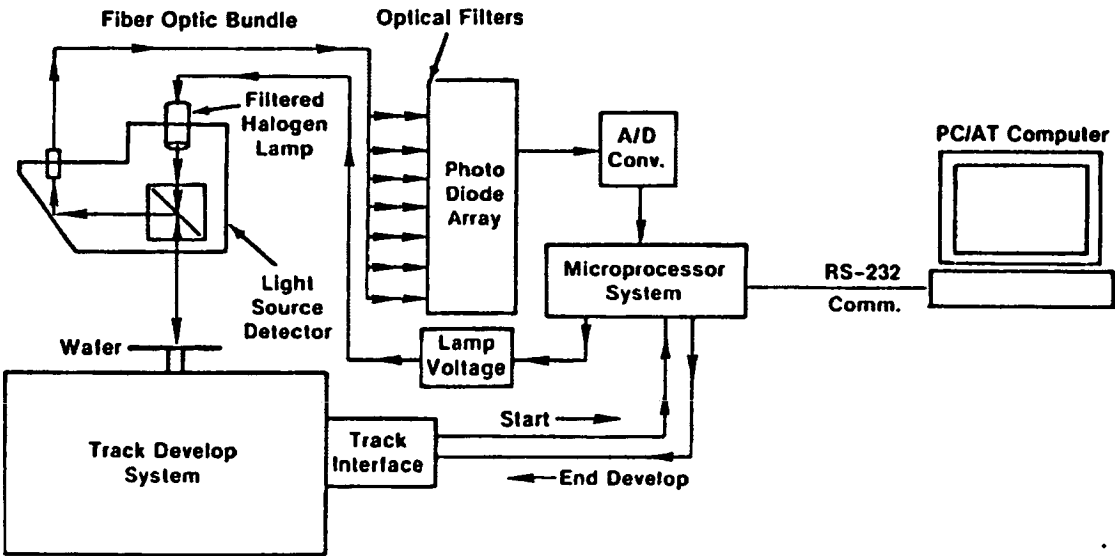 Fiber Optic Bundle
Optical Filters
Filtered
Halogen
Lamp
A/D
Conv.
PC/AT Computer
Photo
Diode
Array
Light
Source
Detector
Microprocessor
System
RS-232
Comm.
Wafer
Lamp
Voltage
Start
Track Develop
System
Track
Interface
End Develop